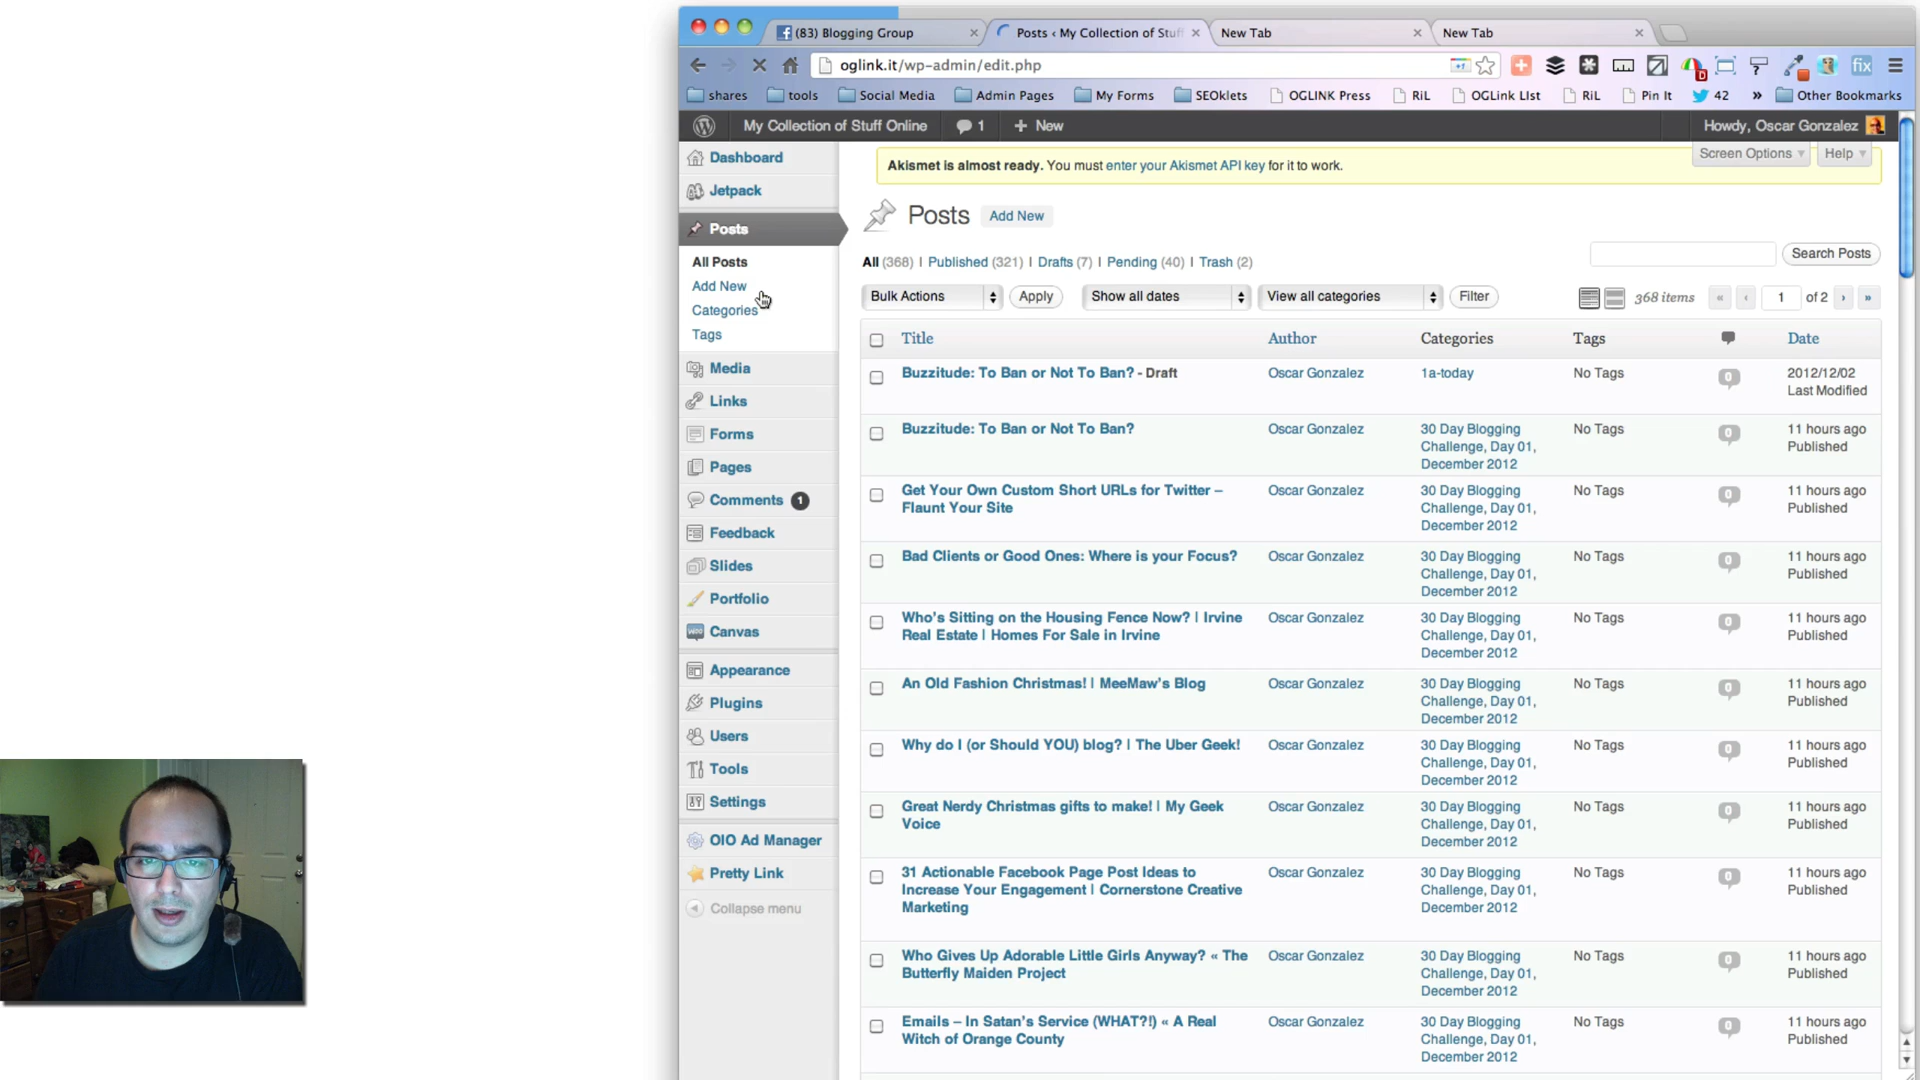 (83) Blogging Group
Posts ‹ My Collection of Stuff
New Tab
New Tab
oglink.it/wp-admin/edit.php
shares tools Social Media Admin Pages My Forms SEOklets OGLINK Press RiL OGLink LIst RiL Pin It 42 » Other Bookmarks
My Collection of Stuff Online 1 + New Howdy, Oscar Gonzalez
Screen Options Help
Akismet is almost ready. You must enter your Akismet API key for it to work.
Dashboard
Jetpack
Posts
All Posts
Add New
Categories
Tags
Media
Links
Forms
Pages
Comments 1
Feedback
Slides
Portfolio
Canvas
Appearance
Plugins
Users
Tools
Settings
OIO Ad Manager
Pretty Link
Collapse menu
Posts Add New
All (368) | Published (321) | Drafts (7) | Pending (40) | Trash (2)
Search Posts
Bulk Actions Apply Show all dates View all categories Filter 368 items « ‹ 1 of 2 › »
Title Author Categories Tags Date
Buzzitude: To Ban or Not To Ban? - Draft Oscar Gonzalez 1a-today No Tags 0 2012/12/02
Last Modified
Buzzitude: To Ban or Not To Ban? Oscar Gonzalez 30 Day Blogging No Tags 0 11 hours ago
Challenge, Day 01, Published
December 2012
Get Your Own Custom Short URLs for Twitter – Oscar Gonzalez 30 Day Blogging No Tags 0 11 hours ago
Flaunt Your Site Challenge, Day 01, Published
December 2012
Bad Clients or Good Ones: Where is your Focus? Oscar Gonzalez 30 Day Blogging No Tags 0 11 hours ago
Challenge, Day 01, Published
December 2012
Who's Sitting on the Housing Fence Now? | Irvine Oscar Gonzalez 30 Day Blogging No Tags 0 11 hours ago
Real Estate | Homes For Sale in Irvine Challenge, Day 01, Published
December 2012
An Old Fashion Christmas! | MeeMaw's Blog Oscar Gonzalez 30 Day Blogging No Tags 0 11 hours ago
Challenge, Day 01, Published
December 2012
Why do I (or Should YOU) blog? | The Uber Geek! Oscar Gonzalez 30 Day Blogging No Tags 0 11 hours ago
Challenge, Day 01, Published
December 2012
Great Nerdy Christmas gifts to make! | My Geek Oscar Gonzalez 30 Day Blogging No Tags 0 11 hours ago
Voice Challenge, Day 01, Published
December 2012
31 Actionable Facebook Page Post Ideas to Oscar Gonzalez 30 Day Blogging No Tags 0 11 hours ago
Increase Your Engagement | Cornerstone Creative Challenge, Day 01, Published
Marketing December 2012
Who Gives Up Adorable Little Girls Anyway? « The Oscar Gonzalez 30 Day Blogging No Tags 0 11 hours ago
Butterfly Maiden Project Challenge, Day 01, Published
December 2012
Emails – In Satan's Service (WHAT?!) « A Real Oscar Gonzalez 30 Day Blogging No Tags 0 11 hours ago
Witch of Orange County Challenge, Day 01, Published
December 2012